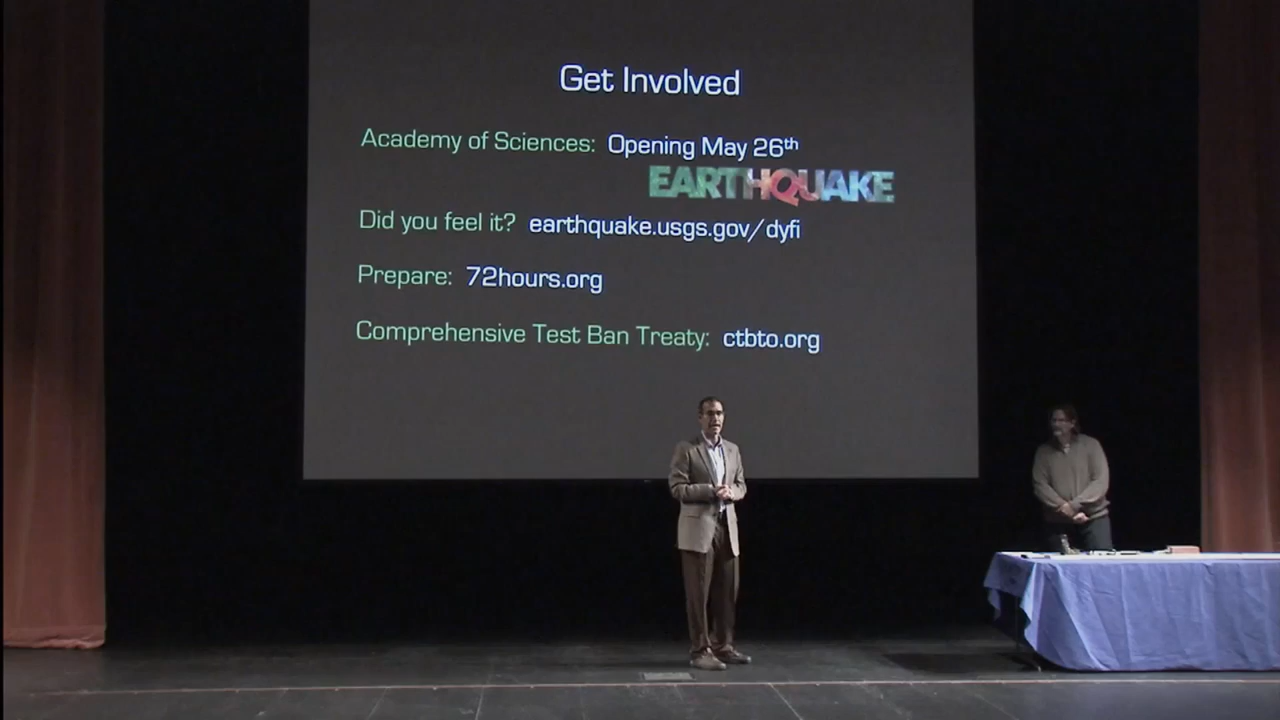 Get Involved
Academy of Sciences: Opening May 26th
EARTHQUAKE
Did you feel it? earthquake.usgs.gov/dyfi
Prepare: 72hours.org
Comprehensive Test Ban Treaty: ctbto.org